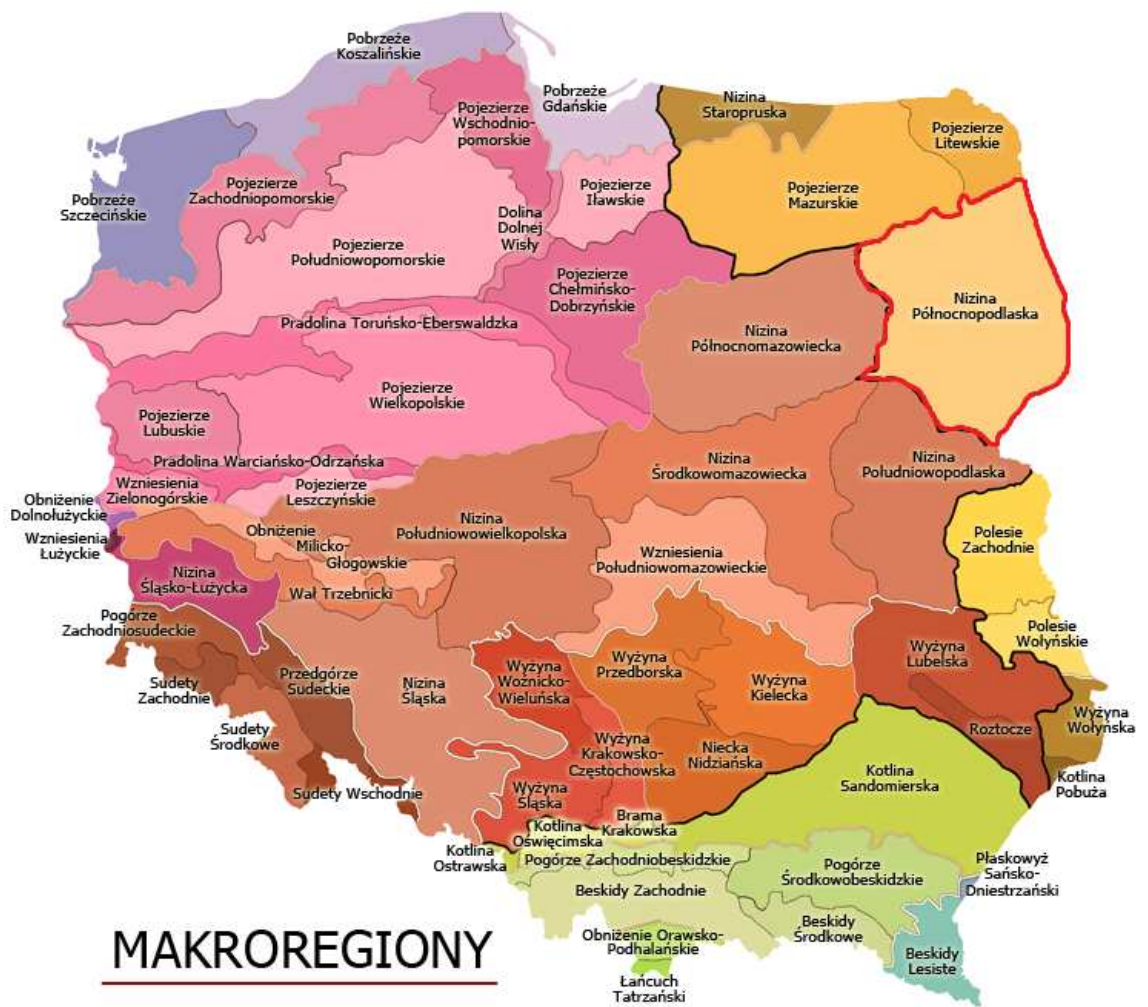 Pobrzeże
Koszalińskie
Pobrzeże
Gdańskie
Nizina
Staropruska
Pojezierze
Wschodnio-
pomorskie
Pojezierze
Litewskie
Pobrzeże
Szczecińskie
Pojezierze
Zachodniopomorskie
Pojezierze
Iławskie
Pojezierze
Mazurskie
Dolina
Dolnej
Wisły
Pojezierze
Południowopomorskie
Pojezierze
Chełmińsko-
Dobrzyńskie
Nizina
Północnopodlaska
Pradolina Toruńsko-Eberswaldzka
Nizina
Północnomazowiecka
Pojezierze
Wielkopolskie
Pojezierze
Lubuskie
Pradolina Warciańsko-Odrzańska
Nizina
Środkowomazowiecka
Nizina
Południowopodlaska
Wzniesienia
Zielonogórskie
Pojezierze
Leszczyńskie
Obniżenie
Dolnołużyckie
Nizina
Południowowielkopolska
Obniżenie
Milicko-
Głogowskie
Polesie
Zachodnie
Wzniesienia
Łużyckie
Wzniesienia
Południowomazowieckie
Nizina
Śląsko-Łużycka
Wał Trzebnicki
Pogórze
Zachodniosudeckie
Polesie
Wołyńskie
Wyżyna
Lubelska
Przedgórze
Sudeckie
Nizina
Śląska
Wyżyna
Woźnicko-
Wieluńska
Wyżyna
Przedborska
Wyżyna
Kielecka
Sudety
Zachodnie
Wyżyna
Wołyńska
Sudety
Środkowe
Roztocze
Wyżyna
Krakowsko-
Częstochowska
Niecka
Nidziańska
Kotlina
Sandomierska
Kotlina
Pobuża
Sudety Wschodnie
Wyżyna
Śląska
Brama
Krakowska
Kotlina
Oświęcimska
Kotlina
Ostrawska
Pogórze Zachodniobeskidzkie
Pogórze
Środkowobeskidzkie
Płaskowyż
Sańsko-
Dniestrzański
Beskidy Zachodnie
Beskidy
Środkowe
Obniżenie Orawsko-
Podhalańskie
Beskidy
Lesiste
Łańcuch
Tatrzański
MAKROREGIONY